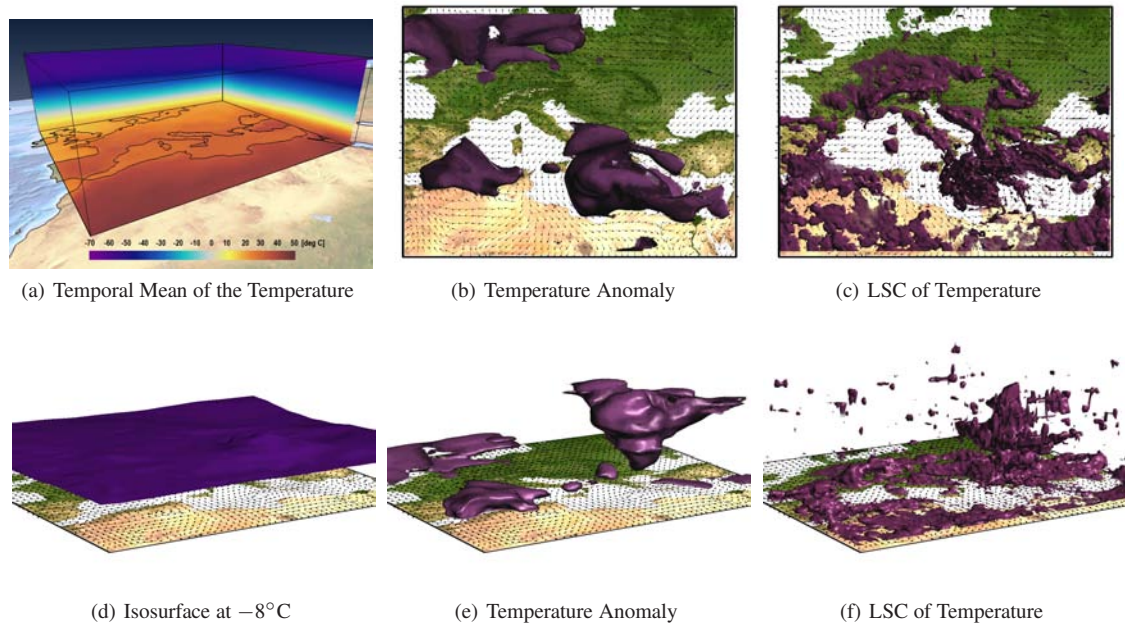 -70 -60 -50 -40 -30 -20 -10 0 10 20 30 40 50 [deg C]
(a) Temporal Mean of the Temperature
(b) Temperature Anomaly
(c) LSC of Temperature
(d) Isosurface at −8°C
(e) Temperature Anomaly
(f) LSC of Temperature